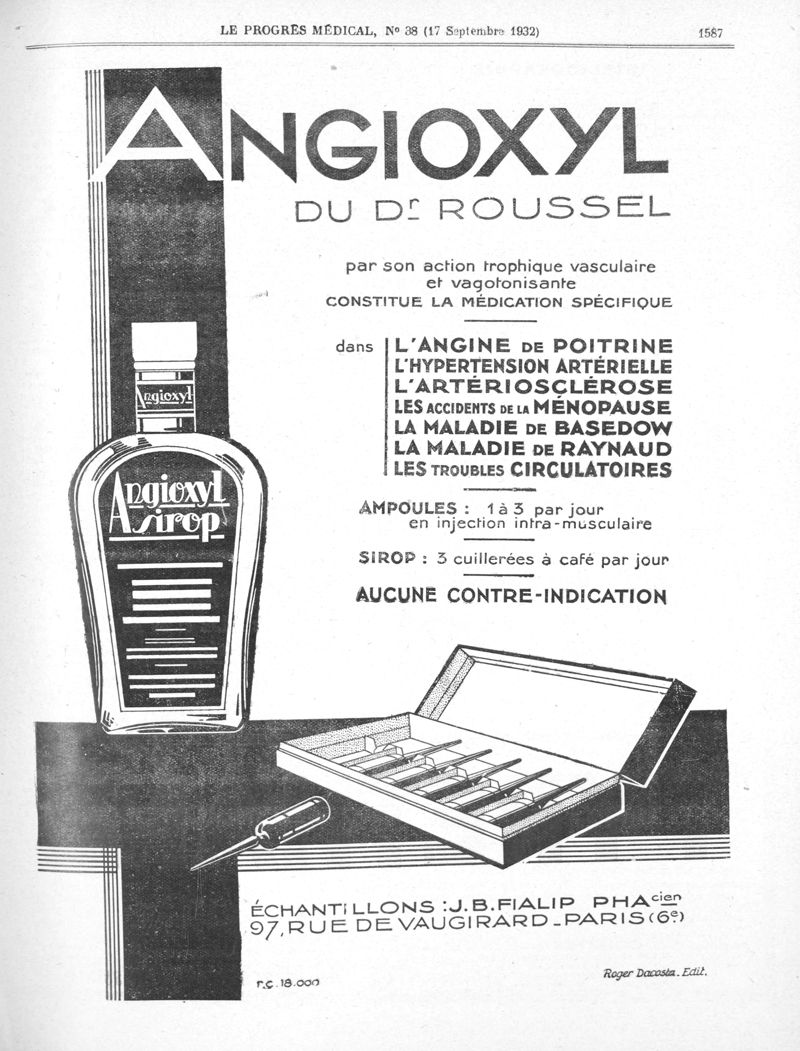 LE PROGRÈS MÉDICAL, N° 38 (17 Septembre 1932) 1587
ANGIOXYL
DU Dr ROUSSEL
par son action trophique vasculaire
et vagotonisante
CONSTITUE LA MÉDICATION SPÉCIFIQUE
dans L'ANGINE DE POITRINE
L'HYPERTENSION ARTÉRIELLE
L'ARTÉRIOSCLÉROSE
LES ACCIDENTS DE LA MÉNOPAUSE
LA MALADIE DE BASEDOW
LA MALADIE DE RAYNAUD
LES TROUBLES CIRCULATOIRES
Angioxyl
Angioxyl
sirop
AMPOULES : 1 à 3 par jour
en injection intra-musculaire
SIROP : 3 cuillerées à café par jour
AUCUNE CONTRE-INDICATION
ÉCHANTILLONS : J.B. FIALIP PHAcien
97, RUE DE VAUGIRARD_PARIS (6e)
r.c. 18.000
Roger Dacosta. Edit.